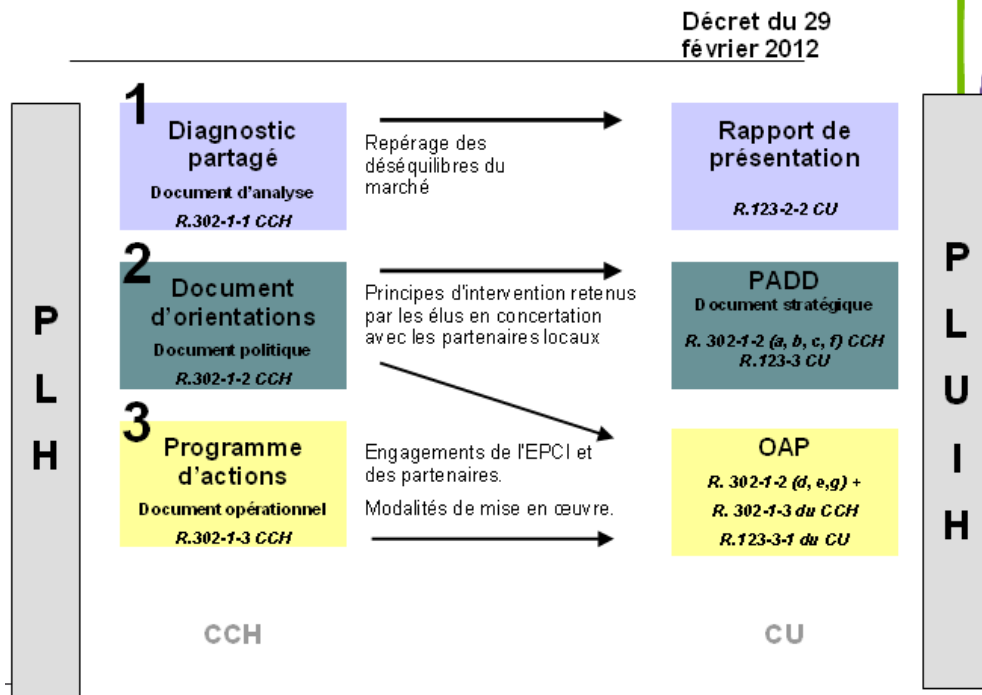 Décret du 29
février 2012
P
L
H
1
Diagnostic
partagé
Document d'analyse
R.302-1-1 CCH
Repérage des
déséquilibres du
marché
Rapport de
présentation
R.123-2-2 CU
2
Document
d'orientations
Document politique
R.302-1-2 CCH
Principes d'intervention retenus
par les élus en concertation
avec les partenaires locaux
PADD
Document stratégique
R. 302-1-2 (a, b, c, f) CCH
R.123-3 CU
3
Programme
d'actions
Document opérationnel
R.302-1-3 CCH
Engagements de l'EPCI et
des partenaires.
Modalités de mise en œuvre.
OAP
R. 302-1-2 (d, e,g) +
R. 302-1-3 du CCH
R.123-3-1 du CU
P
L
U
I
H
CCH
CU